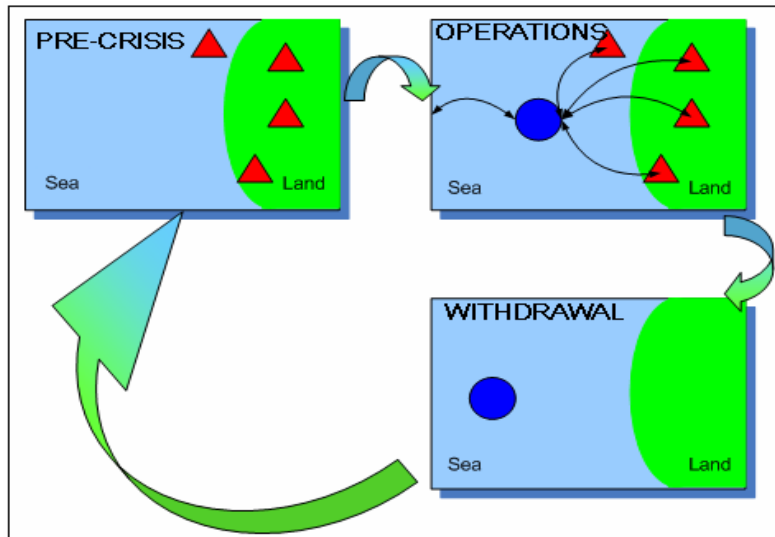 PRE-CRISIS
Sea
Land
OPERATIONS
Sea
Land
WITHDRAWAL
Sea
Land